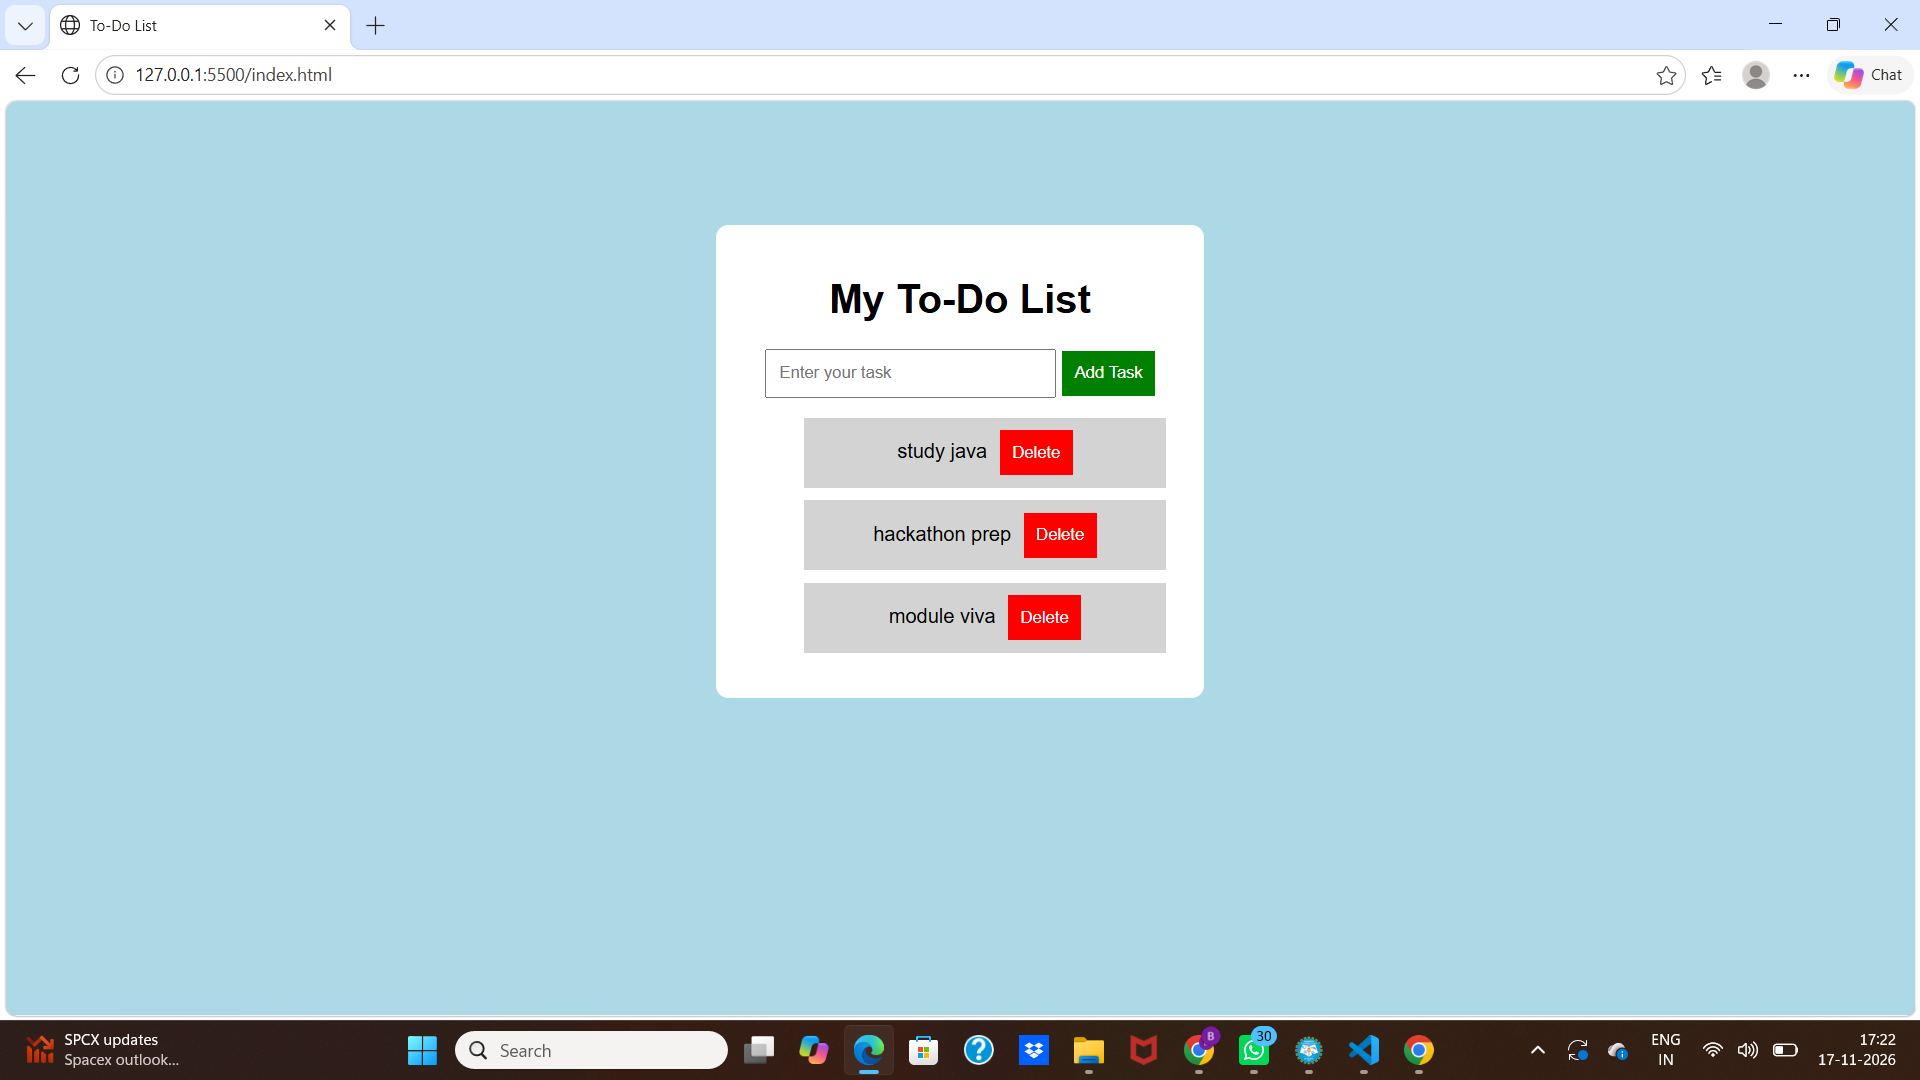 To-Do List
127.0.0.1:5500/index.html
Chat
My To-Do List
Enter your task
Add Task
study java
Delete
hackathon prep
Delete
module viva
Delete
SPCX updates
Spacex outlook...
Search
B
30
ENG
IN
17:22
17-11-2026